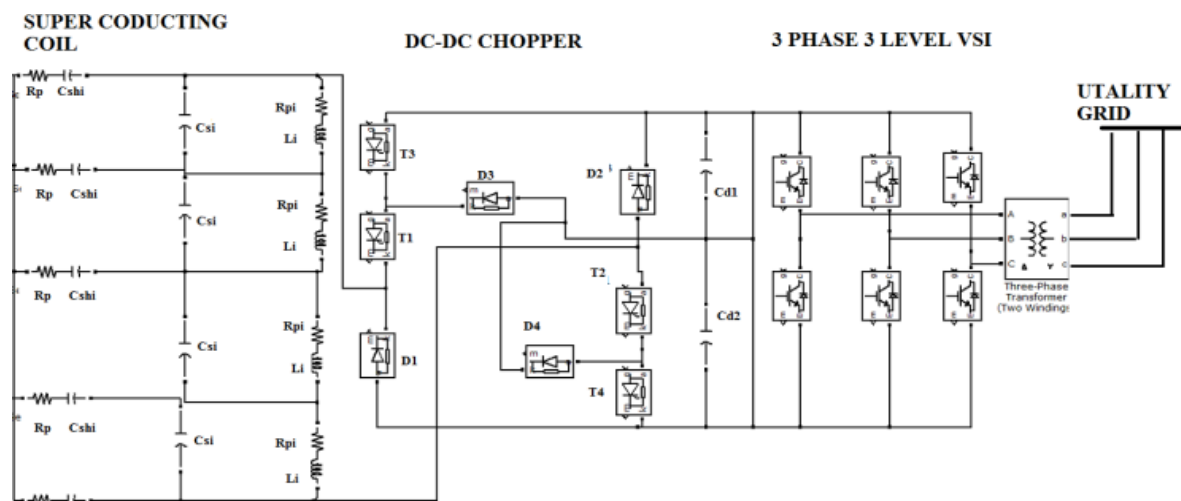 SUPER CODUCTING
COIL
DC-DC CHOPPER
3 PHASE 3 LEVEL VSI
UTALITY
GRID
Rp Cshi
Csi
Rpi
Li
T3
D3
D2
Cd1
Rp Cshi
Csi
Rpi
Li
T1
T2
A a
B b
C c
Δ Y
Three-Phase
Transformer
(Two Windings
Rp Cshi
Csi
Rpi
Li
D1
D4
Cd2
T4
Rp Cshi
Csi
Rpi
Li
Rp Cshi